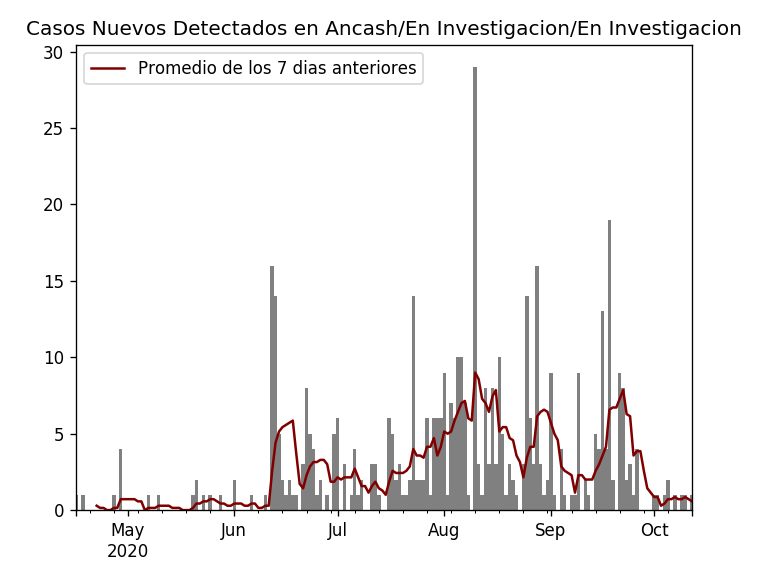 Casos Nuevos Detectados en Ancash/En Investigacion/En Investigacion
Promedio de los 7 dias anteriores
30
25
20
15
10
5
0
May Jun Jul Aug Sep Oct
2020